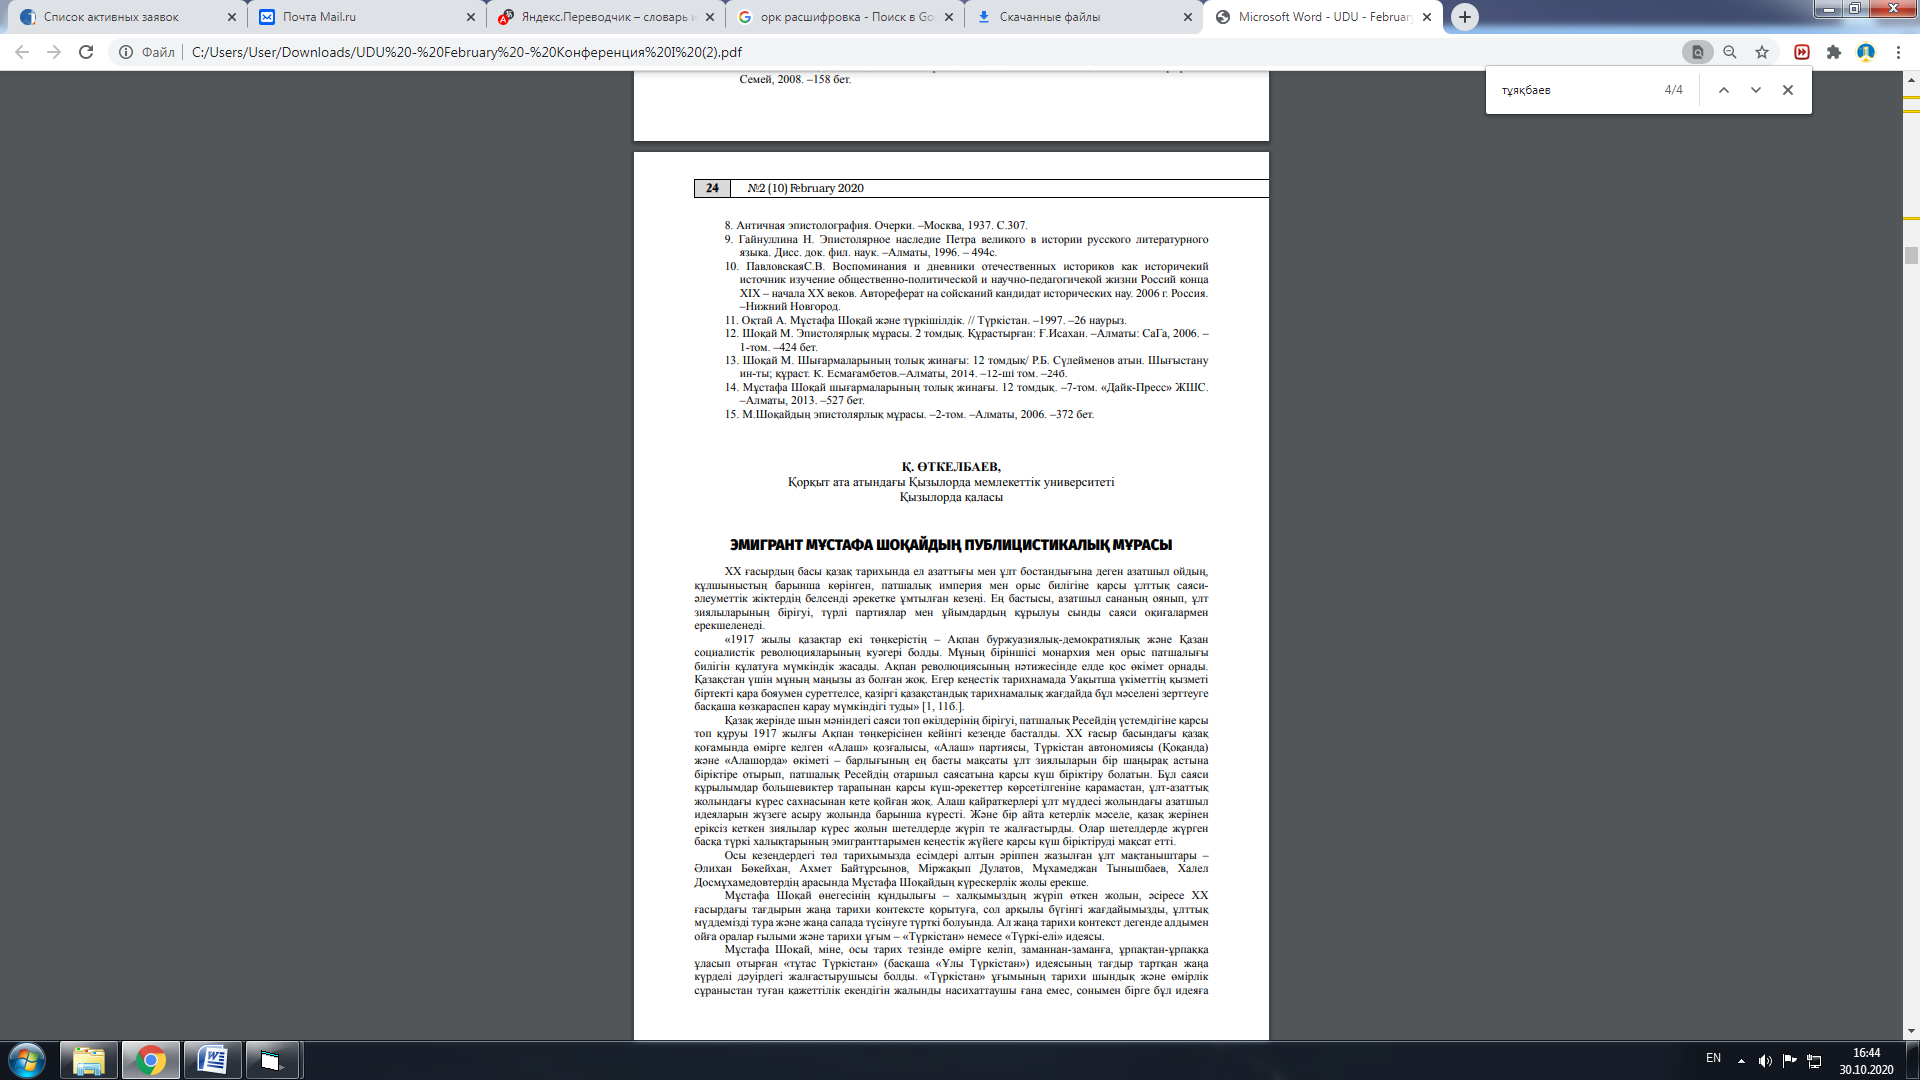 Список активных заявок
Почта Mail.ru
Яндекс.Переводчик – словарь и
орк расшифровка - Поиск в Go
Скачанные файлы
Microsoft Word - UDU - February
Файл
C:/Users/User/Downloads/UDU%20-%20February%20-%20Конференция%20I%20(2).pdf
тұяқбаев
4/4
Семей, 2008. –158 бет.
24
№2 (10) February 2020
8. Античная эпистолография. Очерки. –Москва, 1937. С.307.
9. Гайнуллина Н. Эпистолярное наследие Петра великого в истории русского литературного
языка. Дисс. док. фил. наук. –Алматы, 1996. – 494с.
10. ПавловскаяС.В. Воспоминания и дневники отечественных историков как историчекий
источник изучение общественно-политической и научно-педагогичекой жизни Россий конца
XIX – начала XX веков. Автореферат на сойсканий кандидат исторических нау. 2006 г. Россия.
–Нижний Новгород.
11. Оқтай А. Мұстафа Шоқай және түркішілдік. // Түркістан. –1997. –26 наурыз.
12. Шоқай М. Эпистолярлық мұрасы. 2 томдық. Құрастырған: Ғ.Исахан. –Алматы: СаГа, 2006. –
1-том. –424 бет.
13. Шоқай М. Шығармаларының толық жинағы: 12 томдық/ Р.Б. Сүлейменов атын. Шығыстану
ин-ты; құраст. К. Есмағамбетов.–Алматы, 2014. –12-ші том. –24б.
14. Мұстафа Шоқай шығармаларының толық жинағы. 12 томдық. –7-том. «Дайк-Пресс» ЖШС.
–Алматы, 2013. –527 бет.
15. М.Шоқайдың эпистолярлық мұрасы. –2-том. –Алматы, 2006. –372 бет.
Қ. ӨТКЕЛБАЕВ,
Қорқыт ата атындағы Қызылорда мемлекеттік университеті
Қызылорда қаласы
ЭМИГРАНТ МҰСТАФА ШОҚАЙДЫҢ ПУБЛИЦИСТИКАЛЫҚ МҰРАСЫ
XX ғасырдың басы қазақ тарихында ел азаттығы мен ұлт бостандығына деген азатшыл ойдың,
құлшыныстың барынша көрінген, патшалық империя мен орыс билігіне қарсы ұлттық саяси-
әлеуметтік жіктердің белсенді әрекетке ұмтылған кезеңі. Ең бастысы, азатшыл сананың оянып, ұлт
зиялыларының бірігуі, түрлі партиялар мен ұйымдардың құрылуы сынды саяси оқиғалармен
ерекшеленеді.
«1917 жылы қазақтар екі төңкерістің – Ақпан буржуазиялық-демократиялық және Қазан
социалистік революцияларының куәгері болды. Мұның біріншісі монархия мен орыс патшалығы
билігін құлатуға мүмкіндік жасады. Ақпан революциясының нәтижесінде елде қос өкімет орнады.
Қазақстан үшін мұның маңызы аз болған жоқ. Егер кеңестік тарихнамада Уақытша үкіметтің қызметі
біртекті қара бояумен суреттелсе, қазіргі қазақстандық тарихнамалық жағдайда бұл мәселені зерттеуге
басқаша көзқараспен қарау мүмкіндігі туды» [1, 11б.].
Қазақ жерінде шын мәніндегі саяси топ өкілдерінің бірігуі, патшалық Ресейдің үстемдігіне қарсы
топ құруы 1917 жылғы Ақпан төңкерісінен кейінгі кезеңде басталды. XX ғасыр басындағы қазақ
қоғамында өмірге келген «Алаш» қозғалысы, «Алаш» партиясы, Түркістан автономиясы (Қоқанда)
және «Алашорда» өкіметі – барлығының ең басты мақсаты ұлт зиялыларын бір шаңырақ астына
біріктіре отырып, патшалық Ресейдің отаршыл саясатына қарсы күш біріктіру болатын. Бұл саяси
құрылымдар большевиктер тарапынан қарсы күш-әрекеттер көрсетілгеніне қарамастан, ұлт-азаттық
жолындағы күрес сахнасынан кете қойған жоқ. Алаш қайраткерлері ұлт мүддесі жолындағы азатшыл
идеяларын жүзеге асыру жолында барынша күресті. Және бір айта кетерлік мәселе, қазақ жерінен
еріксіз кеткен зиялылар күрес жолын шетелдерде жүріп те жалғастырды. Олар шетелдерде жүрген
басқа түркі халықтарының эмигранттарымен кеңестік жүйеге қарсы күш біріктіруді мақсат етті.
Осы кезеңдердегі төл тарихымызда есімдері алтын әріппен жазылған ұлт мақтаныштары –
Әлихан Бөкейхан, Ахмет Байтұрсынов, Міржақып Дулатов, Мұхамеджан Тынышбаев, Халел
Досмұхамедовтердің арасында Мұстафа Шоқайдың күрескерлік жолы ерекше.
Мұстафа Шоқай өнегесінің құндылығы – халқымыздың жүріп өткен жолын, әсіресе XX
ғасырдағы тағдырын жаңа тарихи контексте қорытуға, сол арқылы бүгінгі жағдайымызды, ұлттық
мүддемізді тура және жаңа сапада түсінуге түрткі болуында. Ал жаңа тарихи контекст дегенде алдымен
ойға оралар ғылыми және тарихи ұғым – «Түркістан» немесе «Түркі-елі» идеясы.
Мұстафа Шоқай, міне, осы тарих тезінде өмірге келіп, заманнан-заманға, ұрпақтан-ұрпаққа
ұласып отырған «тұтас Түркістан» (басқаша «Ұлы Түркістан») идеясының тағдыр тартқан жаңа
күрделі дәуірдегі жалғастырушысы болды. «Түркістан» ұғымының тарихи шындық және өмірлік
сұраныстан туған қажеттілік екендігін жалынды насихаттаушы ғана емес, сонымен бірге бұл идеяға
EN
16:44
30.10.2020